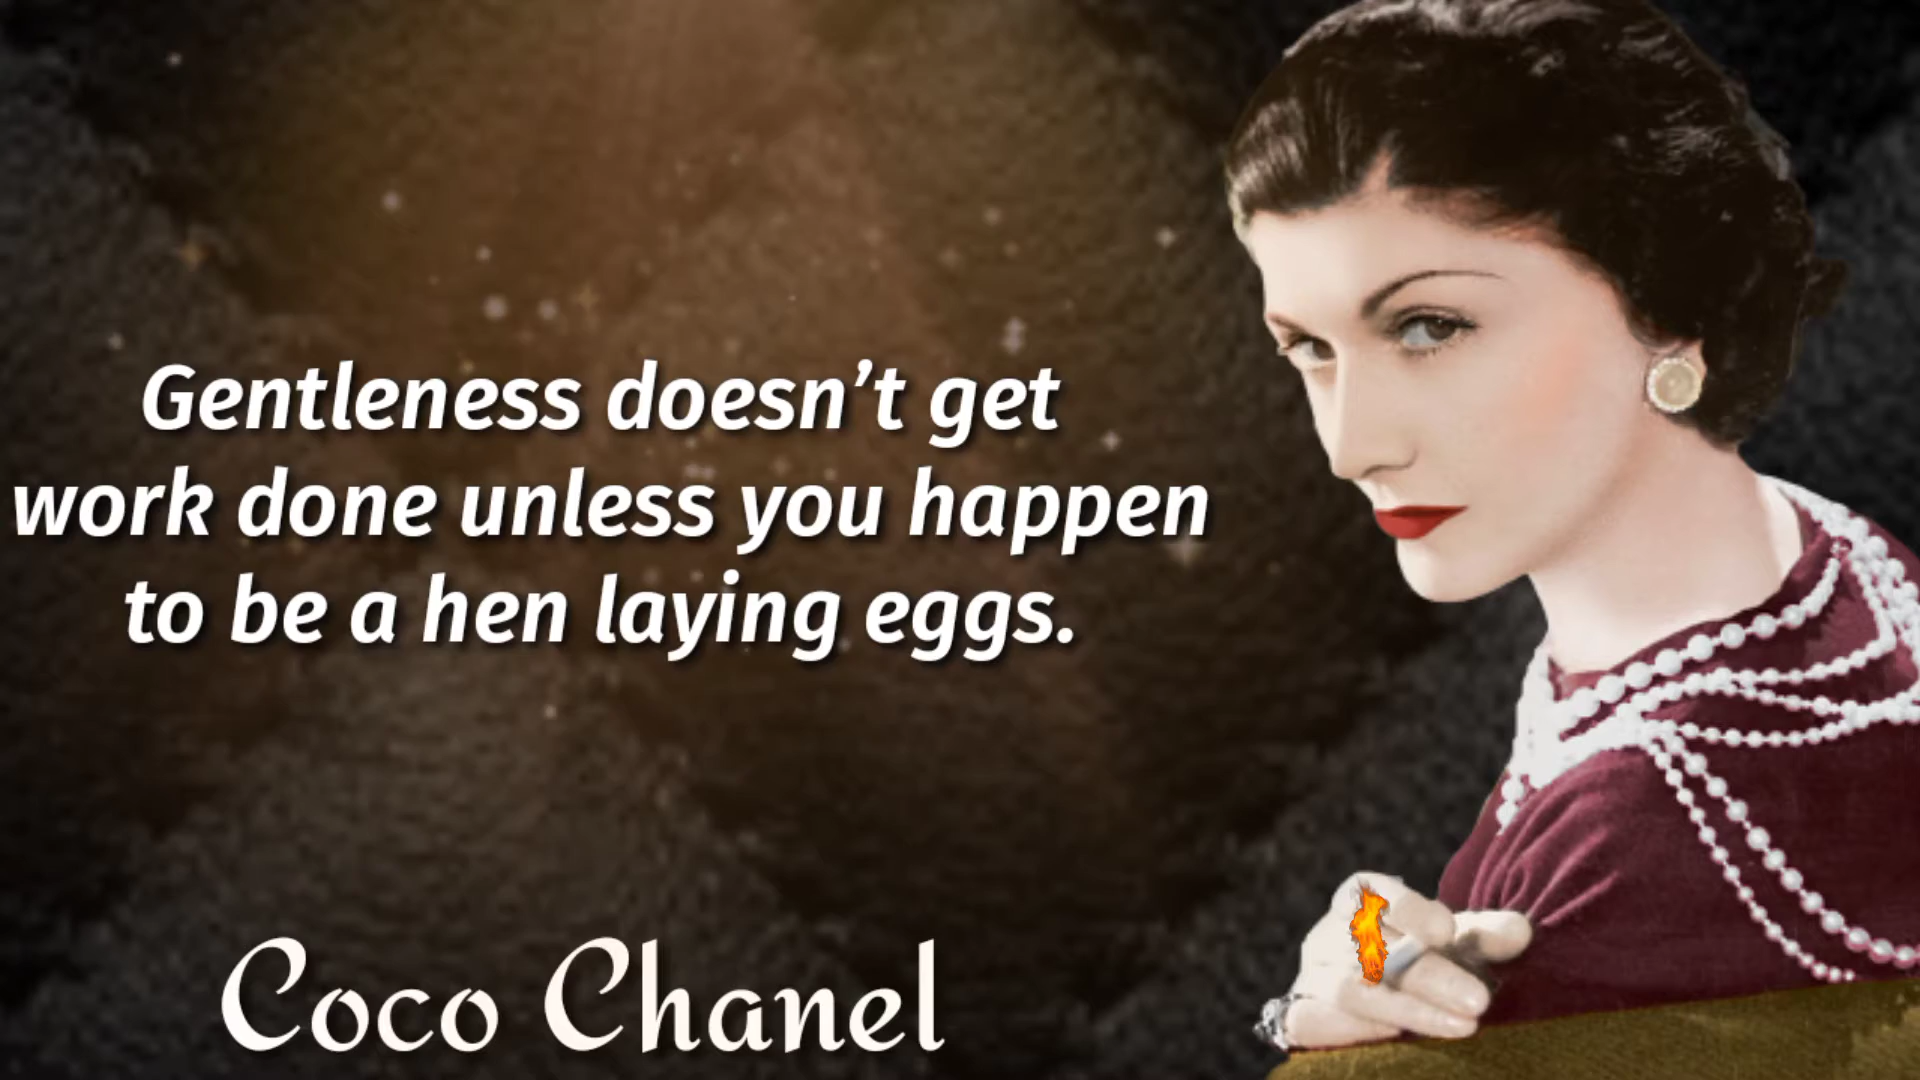 Gentleness doesn’t get
work done unless you happen
to be a hen laying eggs.
Coco Chanel